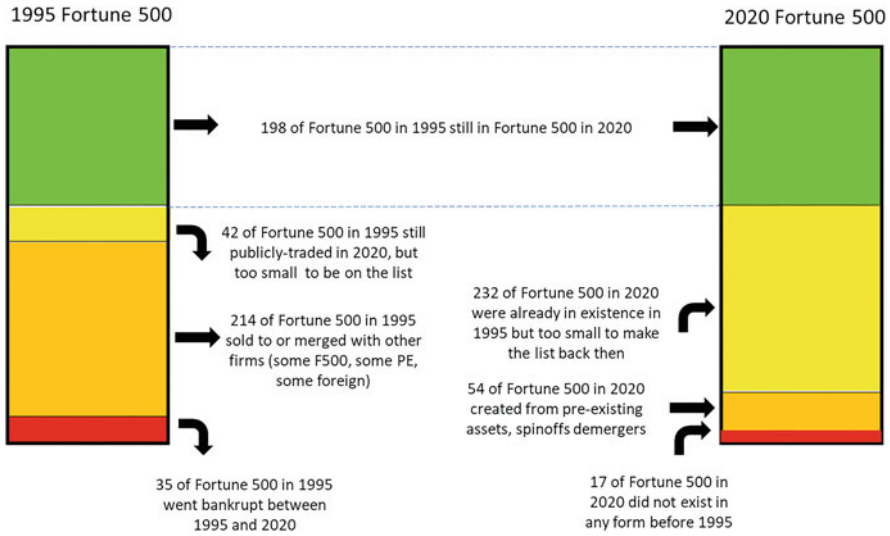 1995 Fortune 500
2020 Fortune 500
198 of Fortune 500 in 1995 still in Fortune 500 in 2020
42 of Fortune 500 in 1995 still
publicly-traded in 2020, but
too small to be on the list
214 of Fortune 500 in 1995
sold to or merged with other
firms (some F500, some PE,
some foreign)
35 of Fortune 500 in 1995
went bankrupt between
1995 and 2020
232 of Fortune 500 in 2020
were already in existence in
1995 but too small to make
the list back then
54 of Fortune 500 in 2020
created from pre-existing
assets, spinoffs demergers
17 of Fortune 500 in
2020 did not exist in
any form before 1995